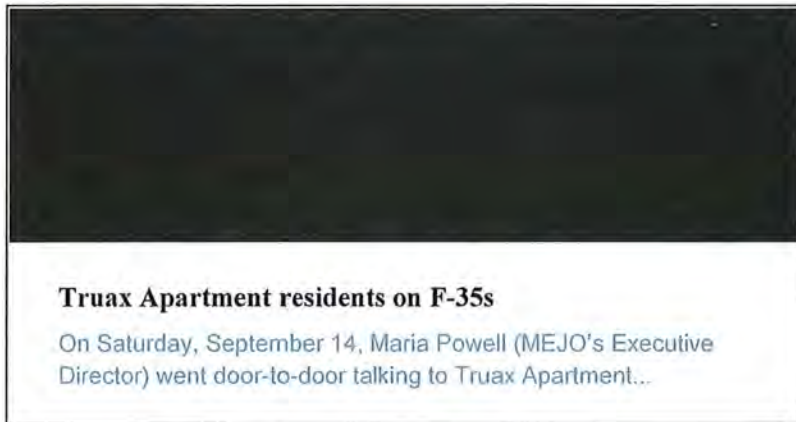 Truax Apartment residents on F-35s
On Saturday, September 14, Maria Powell (MEJO's Executive
Director) went door-to-door talking to Truax Apartment...